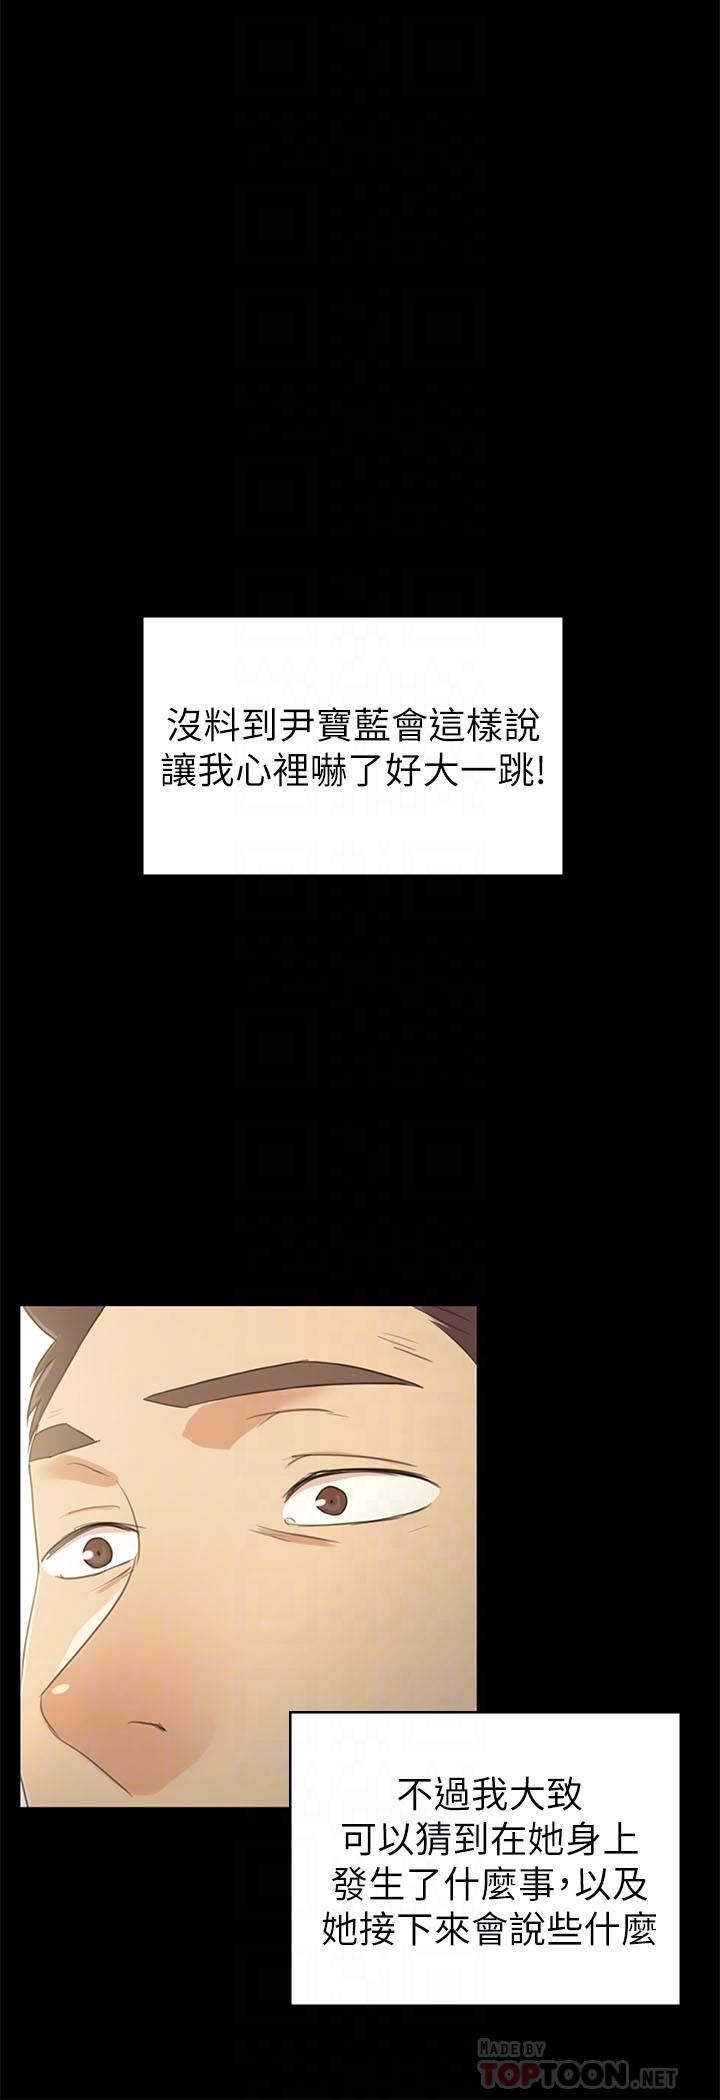 沒料到尹寶藍會這樣說
讓我心裡嚇了好大一跳!
不過我大致
可以猜到在她身上
發生了什麼事,以及
她接下來會說些什麼
MADE BY
TOPTOON.NET